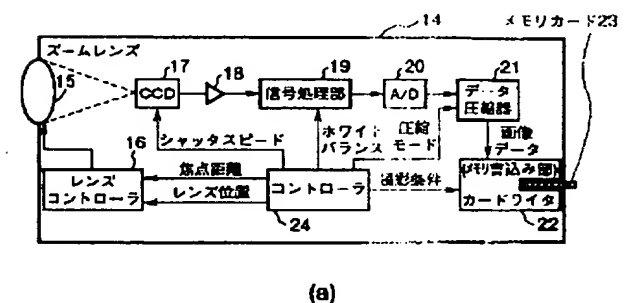 メモリカード23
14
ズームレンズ
15
17
CCD
18
19
信号処理部
20
A/D
21
データ
圧縮器
シャッタスピード
ホワイト
バランス
圧縮
モード
画像
データ
16
レンズ
コントローラ
焦点距離
レンズ位置
コントローラ
24
撮影条件
(メモリ書込み部)
カードライタ
22
(a)